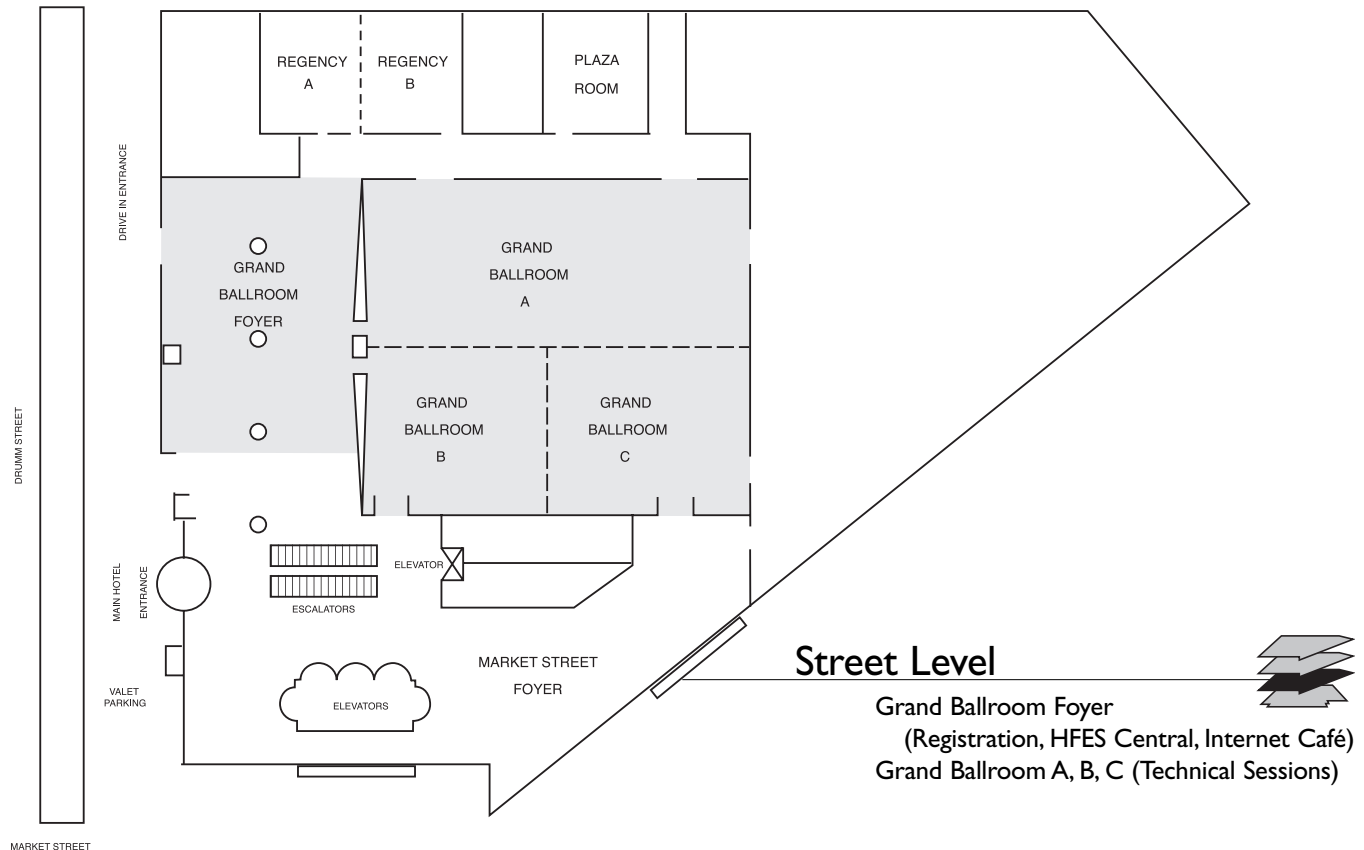 REGENCY
A
REGENCY
B
PLAZA
ROOM
DRIVE IN ENTRANCE
GRAND
BALLROOM
FOYER
GRAND
BALLROOM
A
GRAND
BALLROOM
B
GRAND
BALLROOM
C
DRUMM STREET
MAIN HOTEL
ENTRANCE
ELEVATOR
ESCALATORS
MARKET STREET
FOYER
VALET
PARKING
ELEVATORS
MARKET STREET
Street Level
Grand Ballroom Foyer
(Registration, HFES Central, Internet Café)
Grand Ballroom A, B, C (Technical Sessions)